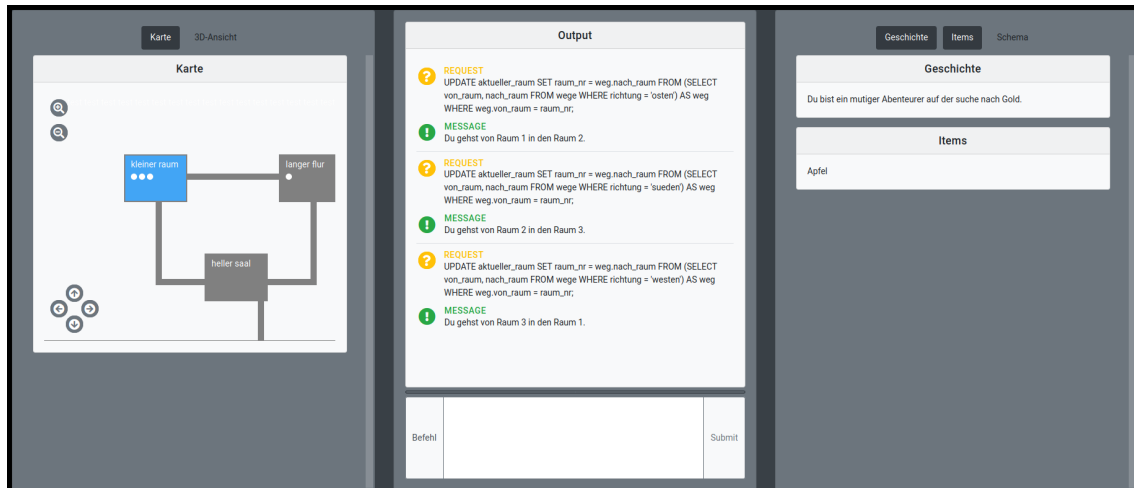 Karte
3D-Ansicht
Karte
kleiner raum
langer flur
heller saal
Output
REQUEST
UPDATE aktueller_raum SET raum_nr = weg.nach_raum FROM (SELECT
von_raum, nach_raum FROM wege WHERE richtung = 'osten') AS weg
WHERE weg.von_raum = raum_nr;
MESSAGE
Du gehst von Raum 1 in den Raum 2.
REQUEST
UPDATE aktueller_raum SET raum_nr = weg.nach_raum FROM (SELECT
von_raum, nach_raum FROM wege WHERE richtung = 'sueden') AS weg
WHERE weg.von_raum = raum_nr;
MESSAGE
Du gehst von Raum 2 in den Raum 3.
REQUEST
UPDATE aktueller_raum SET raum_nr = weg.nach_raum FROM (SELECT
von_raum, nach_raum FROM wege WHERE richtung = 'westen') AS weg
WHERE weg.von_raum = raum_nr;
MESSAGE
Du gehst von Raum 3 in den Raum 1.
Befehl
Submit
Geschichte
Items
Schema
Geschichte
Du bist ein mutiger Abenteurer auf der suche nach Gold.
Items
Apfel